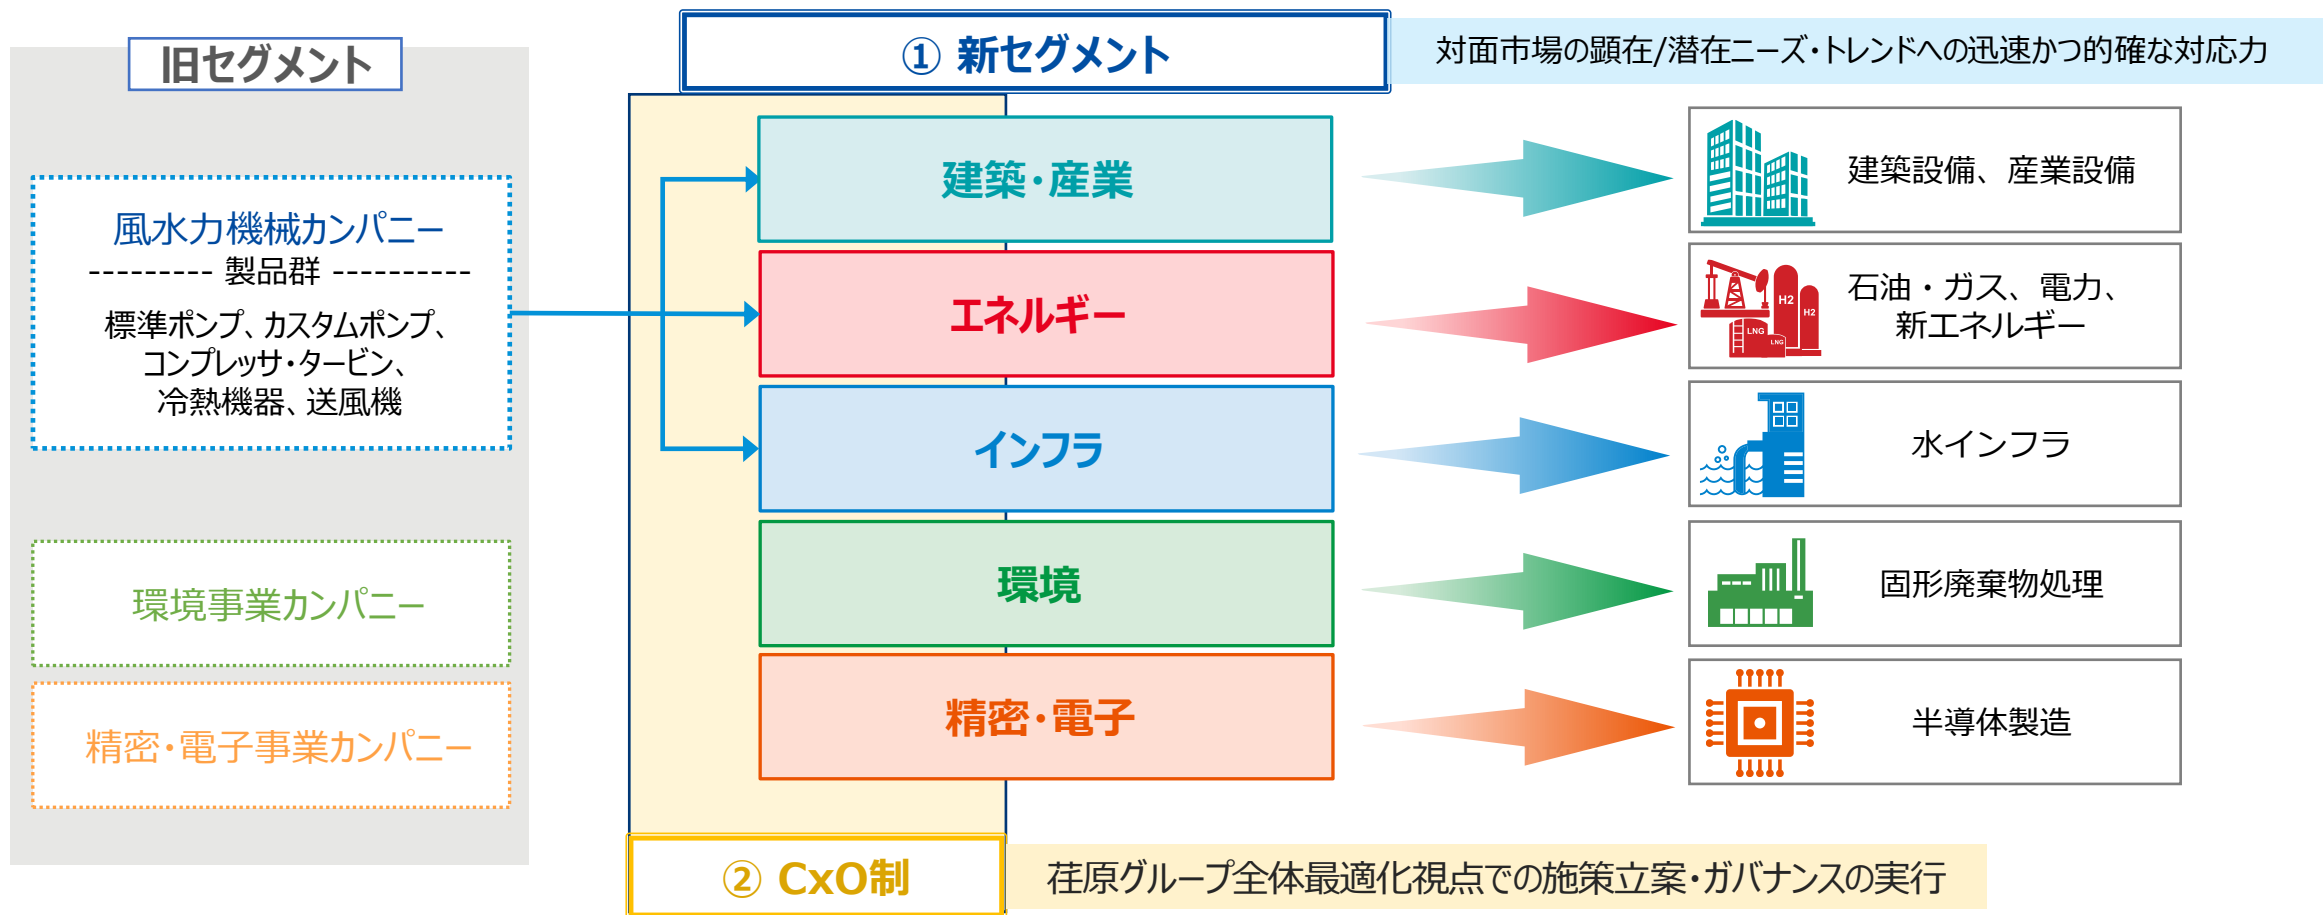 旧セグメント
風水力機械カンパニー
--------- 製品群 ----------
標準ポンプ、カスタムポンプ、
コンプレッサ・タービン、
冷熱機器、送風機
環境事業カンパニー
精密・電子事業カンパニー
① 新セグメント
対面市場の顕在/潜在ニーズ・トレンドへの迅速かつ的確な対応力
建築・産業
エネルギー
インフラ
環境
精密・電子
建築設備、産業設備
H2
H2
LNG
LNG
石油・ガス、電力、
新エネルギー
水インフラ
固形廃棄物処理
半導体製造
② CxO制
荏原グループ全体最適化視点での施策立案・ガバナンスの実行